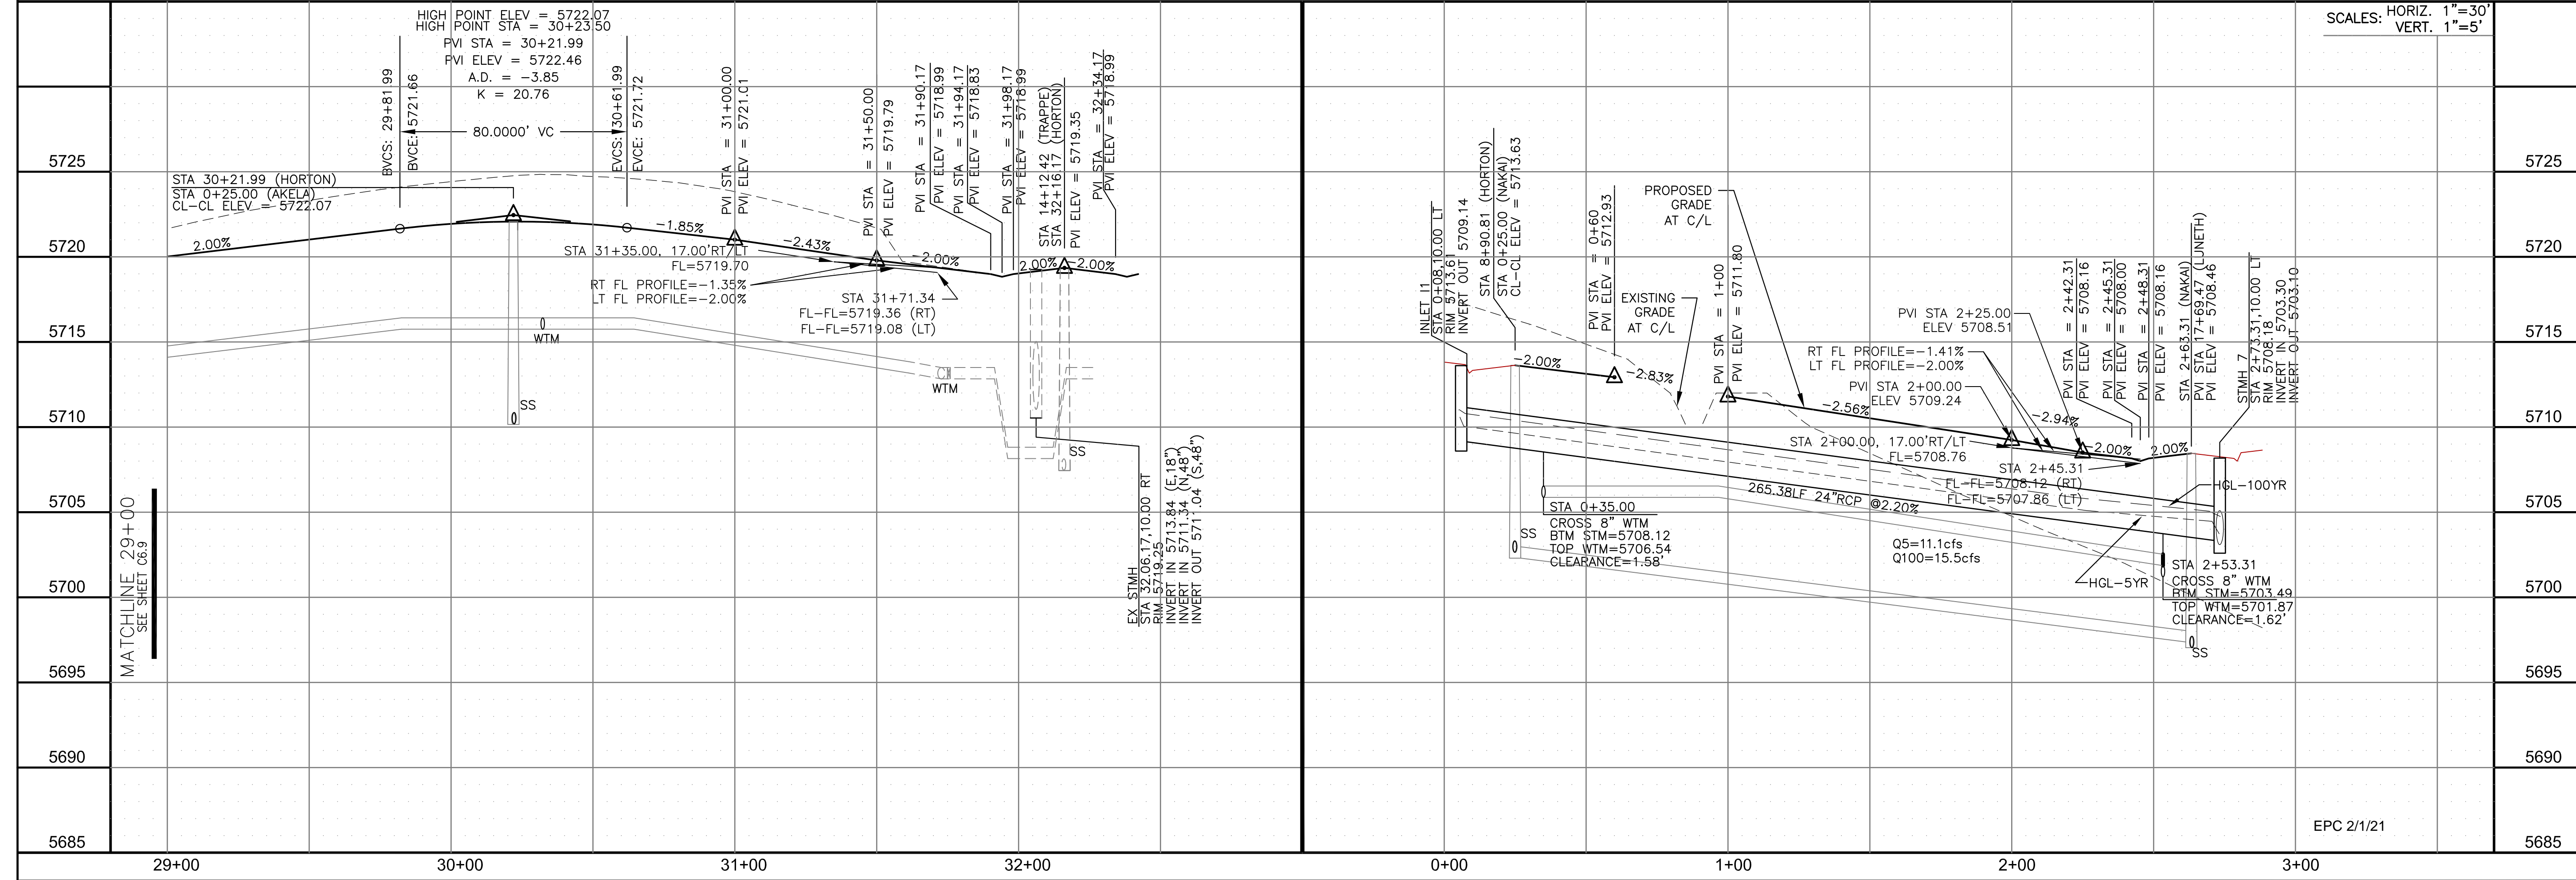 HIGH POINT ELEV = 5722.07
HIGH POINT STA = 30+23.50
PVI STA = 30+21.99
PVI ELEV = 5722.46
A.D. = -3.85
K = 20.76
BVCS: 29+81.99
BVCE: 5721.66
80.0000' VC
EVCS: 30+61.99
EVCE: 5721.72
PVI STA = 31+00.00
PVI ELEV = 5721.01
PVI STA = 31+50.00
PVI ELEV = 5719.79
PVI STA = 31+90.17
PVI ELEV = 5718.99
PVI STA = 31+94.17
PVI ELEV = 5718.83
PVI STA = 31+98.17
PVI ELEV = 5718.99
STA 14+12.42 (TRAPPE)
STA 32+16.17 (HORTON)
PVI ELEV = 5719.35
PVI STA = 32+34.17
PVI ELEV = 5718.99
STA 30+21.99 (HORTON)
STA 0+25.00 (AKELA)
CL-CL ELEV = 5722.07
2.00%
-1.85%
-2.43%
-2.00%
2.00%
-2.00%
STA 31+35.00, 17.00'RT/LT
FL=5719.70
RT FL PROFILE=-1.35%
LT FL PROFILE=-2.00%
STA 31+71.34
FL-FL=5719.36 (RT)
FL-FL=5719.08 (LT)
WTM
WTM
SS
SS
EX STMH
STA 32.06.17,10.00 RT
RIM 5719.25
INVERT IN 5713.84 (E,18")
INVERT IN 5711.34 (N,48")
INVERT OUT 5711.04 (S,48")
MATCHLINE 29+00
SEE SHEET C6.9
5725
5720
5715
5710
5705
5700
5695
5690
5685
29+00
30+00
31+00
32+00
SCALES: HORIZ. 1"=30'
VERT. 1"=5'
INLET I1
STA 0+08,10.00 LT
RIM 5713.61
INVERT OUT 5709.14
STA 8+90.81 (HORTON)
STA 0+25.00 (NAKAI)
CL-CL ELEV = 5713.63
PVI STA = 0+60
PVI ELEV = 5712.93
PROPOSED
GRADE
AT C/L
EXISTING
GRADE
AT C/L
PVI STA = 1+00
PVI ELEV = 5711.80
PVI STA 2+25.00
ELEV 5708.51
RT FL PROFILE=-1.41%
LT FL PROFILE=-2.00%
PVI STA 2+00.00
ELEV 5709.24
PVI STA = 2+42.31
PVI ELEV = 5708.16
PVI STA = 2+45.31
PVI ELEV = 5708.00
PVI STA = 2+48.31
PVI ELEV = 5708.16
STA 2+63.31 (NAKAI)
PVI STA 17+69.47 (LUNETH)
PVI ELEV = 5708.46
STMH 7
STA 2+73.31,10.00 LT
RIM 5708.18
INVERT IN 5703.30
INVERT OUT 5703.10
-2.00%
-2.83%
-2.56%
-2.94%
-2.00%
2.00%
STA 2+00.00, 17.00'RT/LT
FL=5708.76
STA 2+45.31
FL-FL=5708.12 (RT)
FL-FL=5707.86 (LT)
HGL-100YR
265.38LF 24"RCP @2.20%
STA 0+35.00
CROSS 8" WTM
BTM STM=5708.12
TOP WTM=5706.54
CLEARANCE=1.58'
SS
Q5=11.1cfs
Q100=15.5cfs
HGL-5YR
STA 2+53.31
CROSS 8" WTM
BTM STM=5703.49
TOP WTM=5701.87
CLEARANCE=1.62'
SS
EPC 2/1/21
5725
5720
5715
5710
5705
5700
5695
5690
5685
0+00
1+00
2+00
3+00